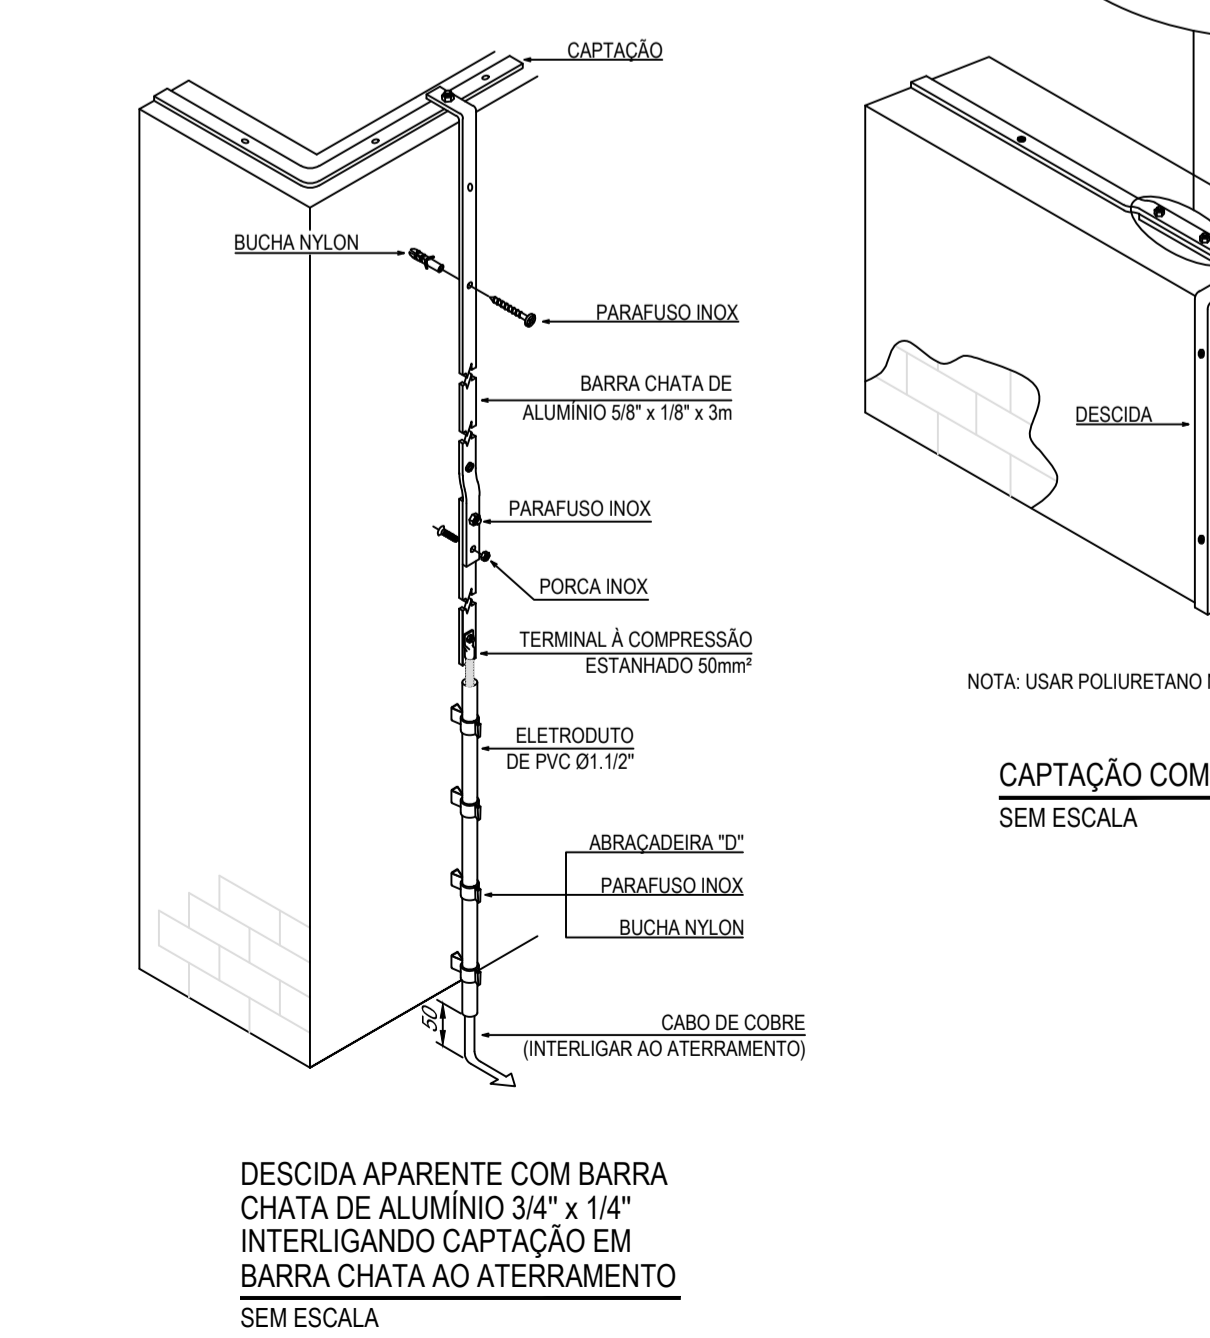 CAPTAÇÃO
BUCHA NYLON
PARAFUSO INOX
BARRA CHATA DE
ALUMÍNIO 5/8" x 1/8" x 3m
PARAFUSO INOX
PORCA INOX
TERMINAL À COMPRESSÃO
ESTANHADO 50mm²
ELETRODUTO
DE PVC Ø1.1/2"
ABRAÇADEIRA "D"
PARAFUSO INOX
BUCHA NYLON
50
CABO DE COBRE
(INTERLIGAR AO ATERRAMENTO)
DESCIDA APARENTE COM BARRA
CHATA DE ALUMÍNIO 3/4" x 1/4"
INTERLIGANDO CAPTAÇÃO EM
BARRA CHATA AO ATERRAMENTO
SEM ESCALA
DESCIDA
NOTA: USAR POLIURETANO
CAPTAÇÃO COM
SEM ESCALA